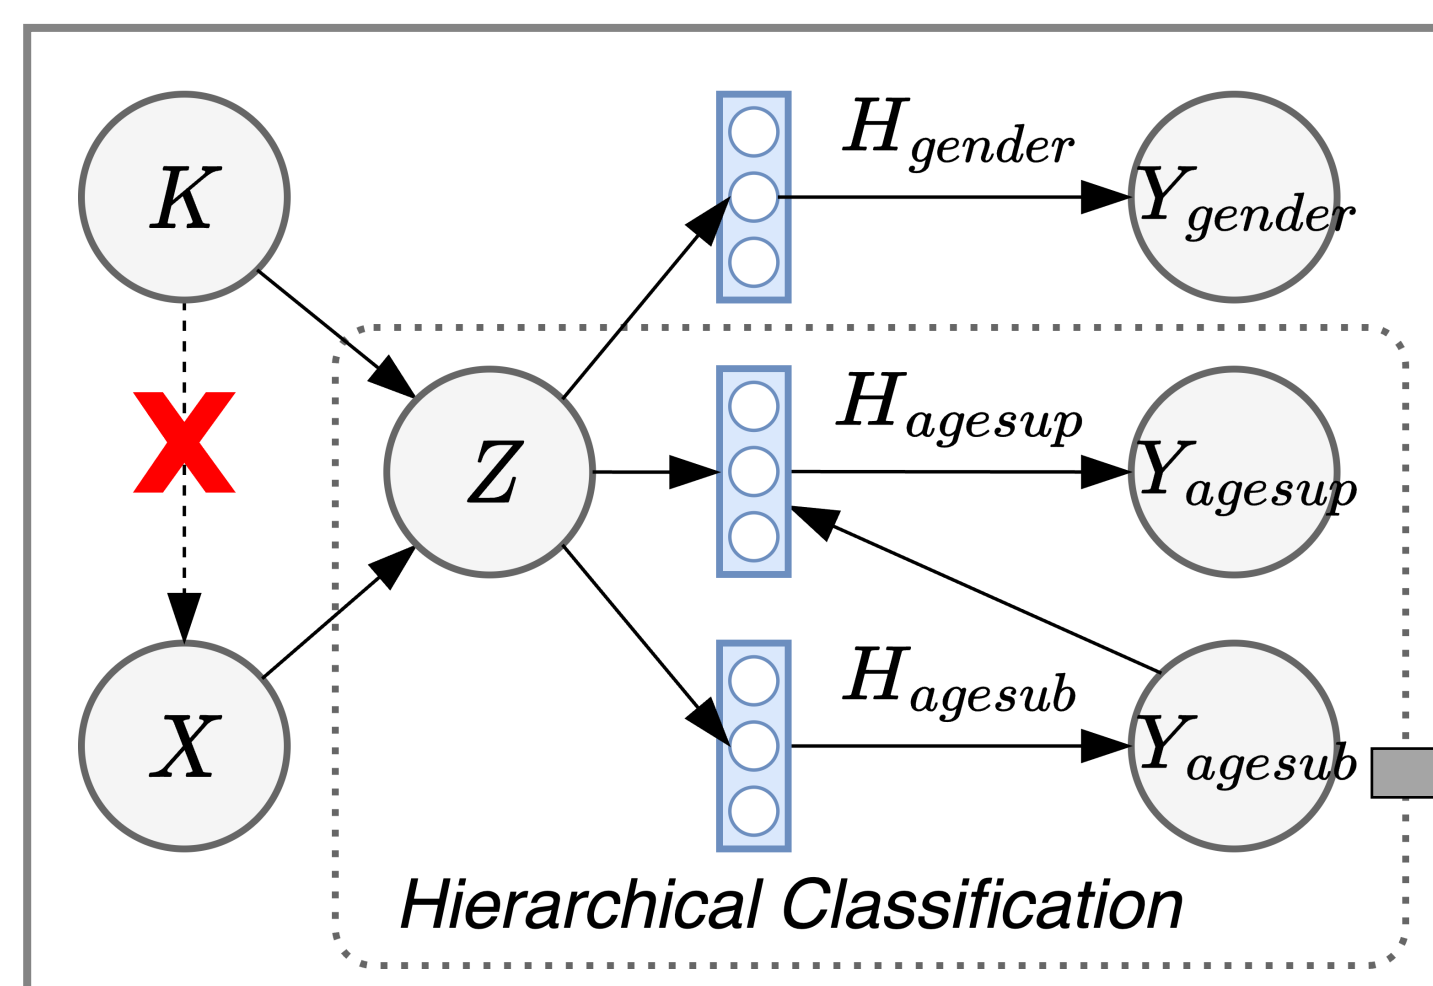 K
H_gender
Y_gender
X
Z
H_agesup
Y_agesup
X
H_agesub
Y_agesub
Hierarchical Classification